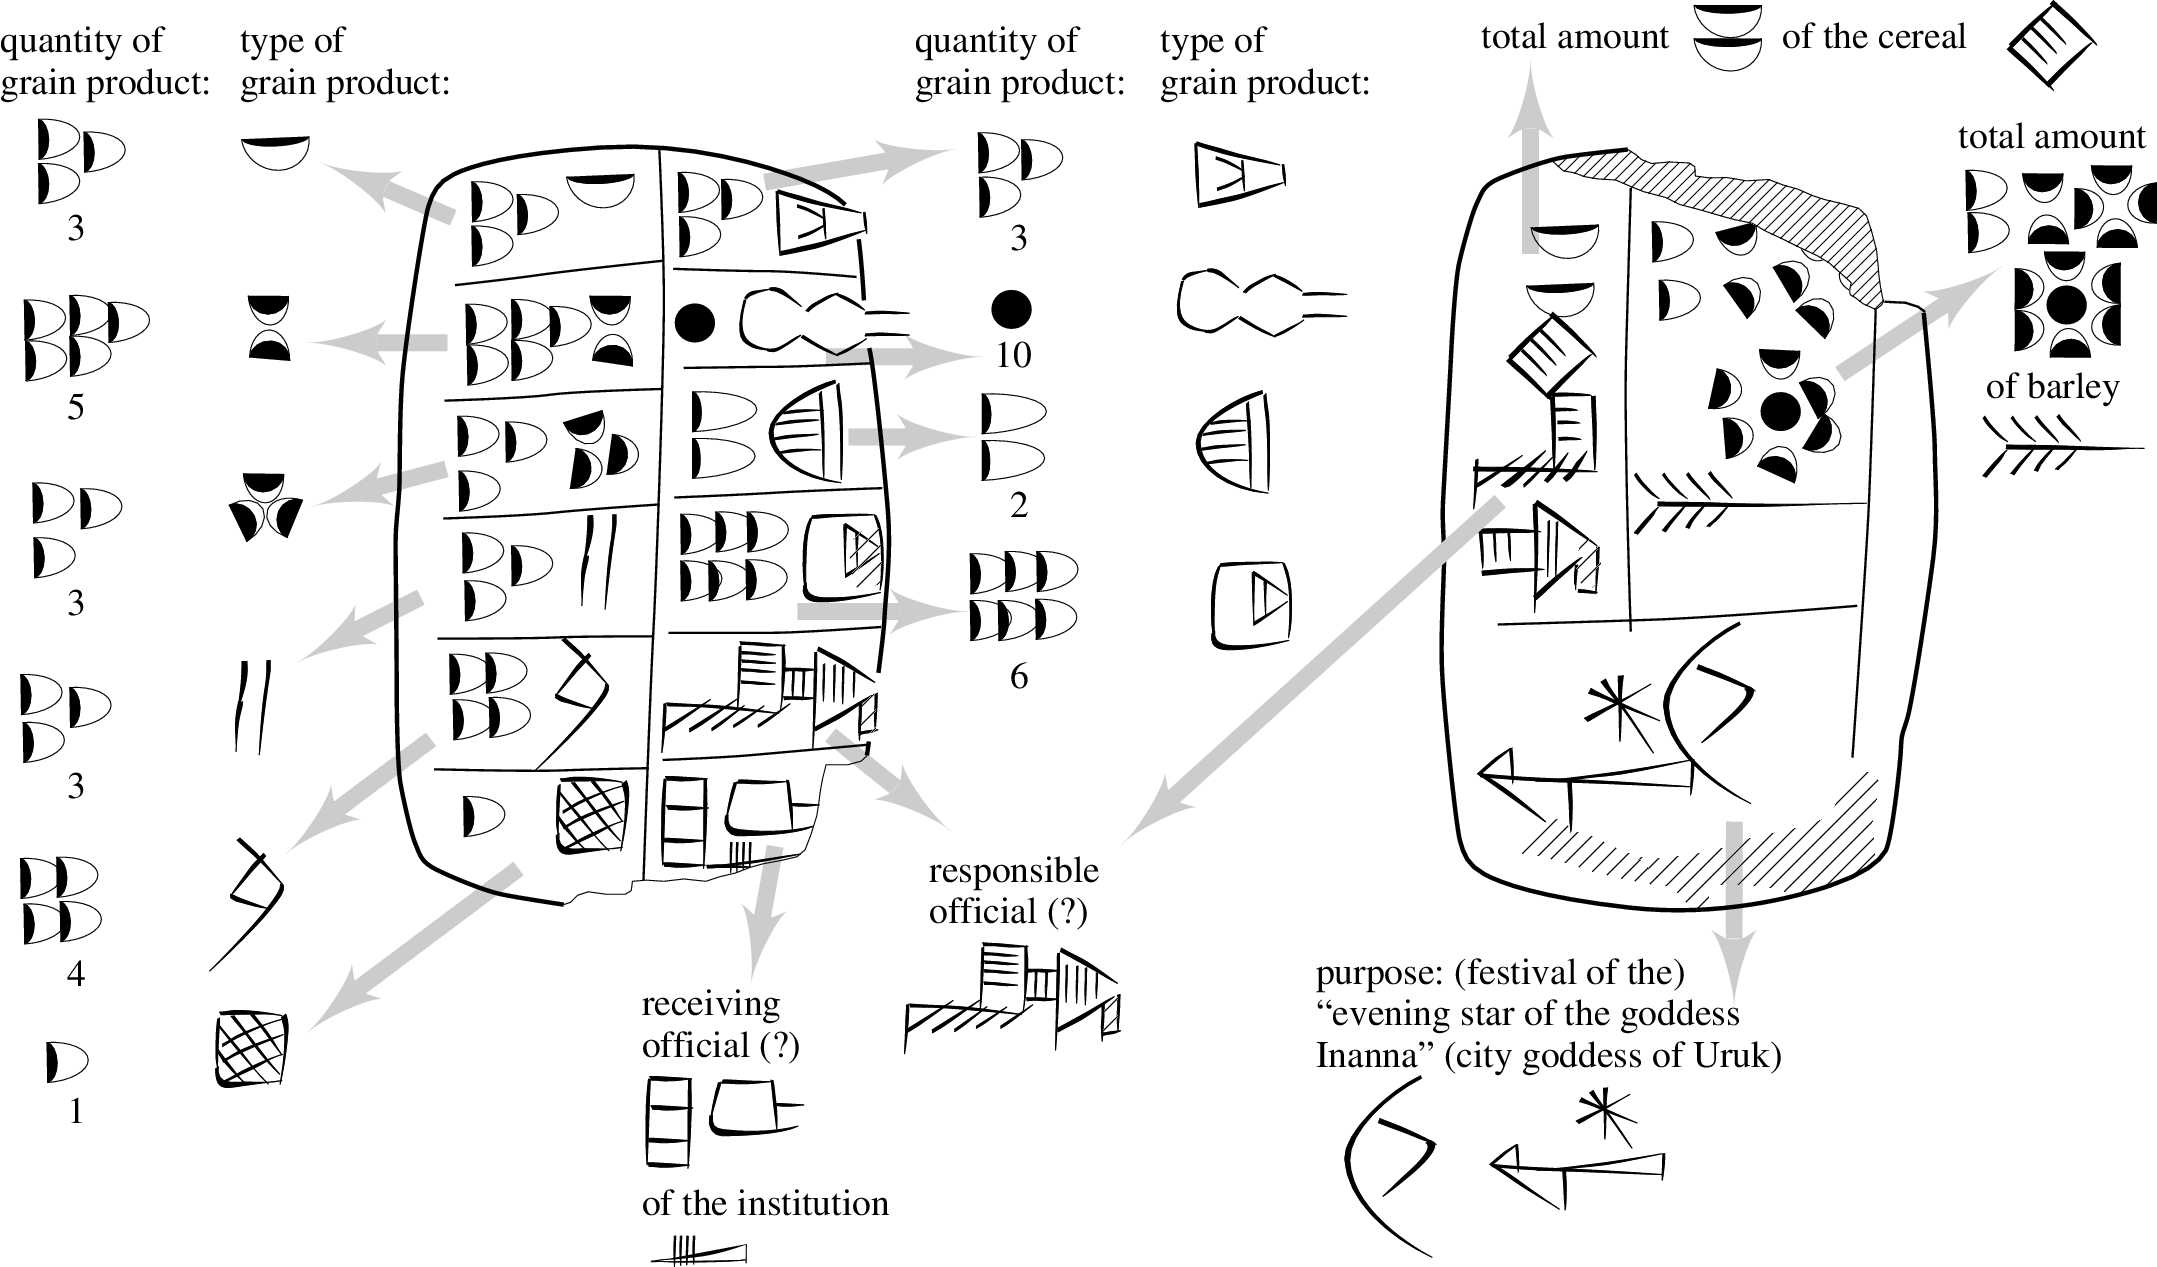 quantity of
grain product:
type of
grain product:
3
5
3
3
4
1
quantity of
grain product:
type of
grain product:
3
10
2
6
responsible
official (?)
receiving
official (?)
of the institution
total amount
of the cereal
total amount
of barley
purpose: (festival of the)
“evening star of the goddess
Inanna” (city goddess of Uruk)